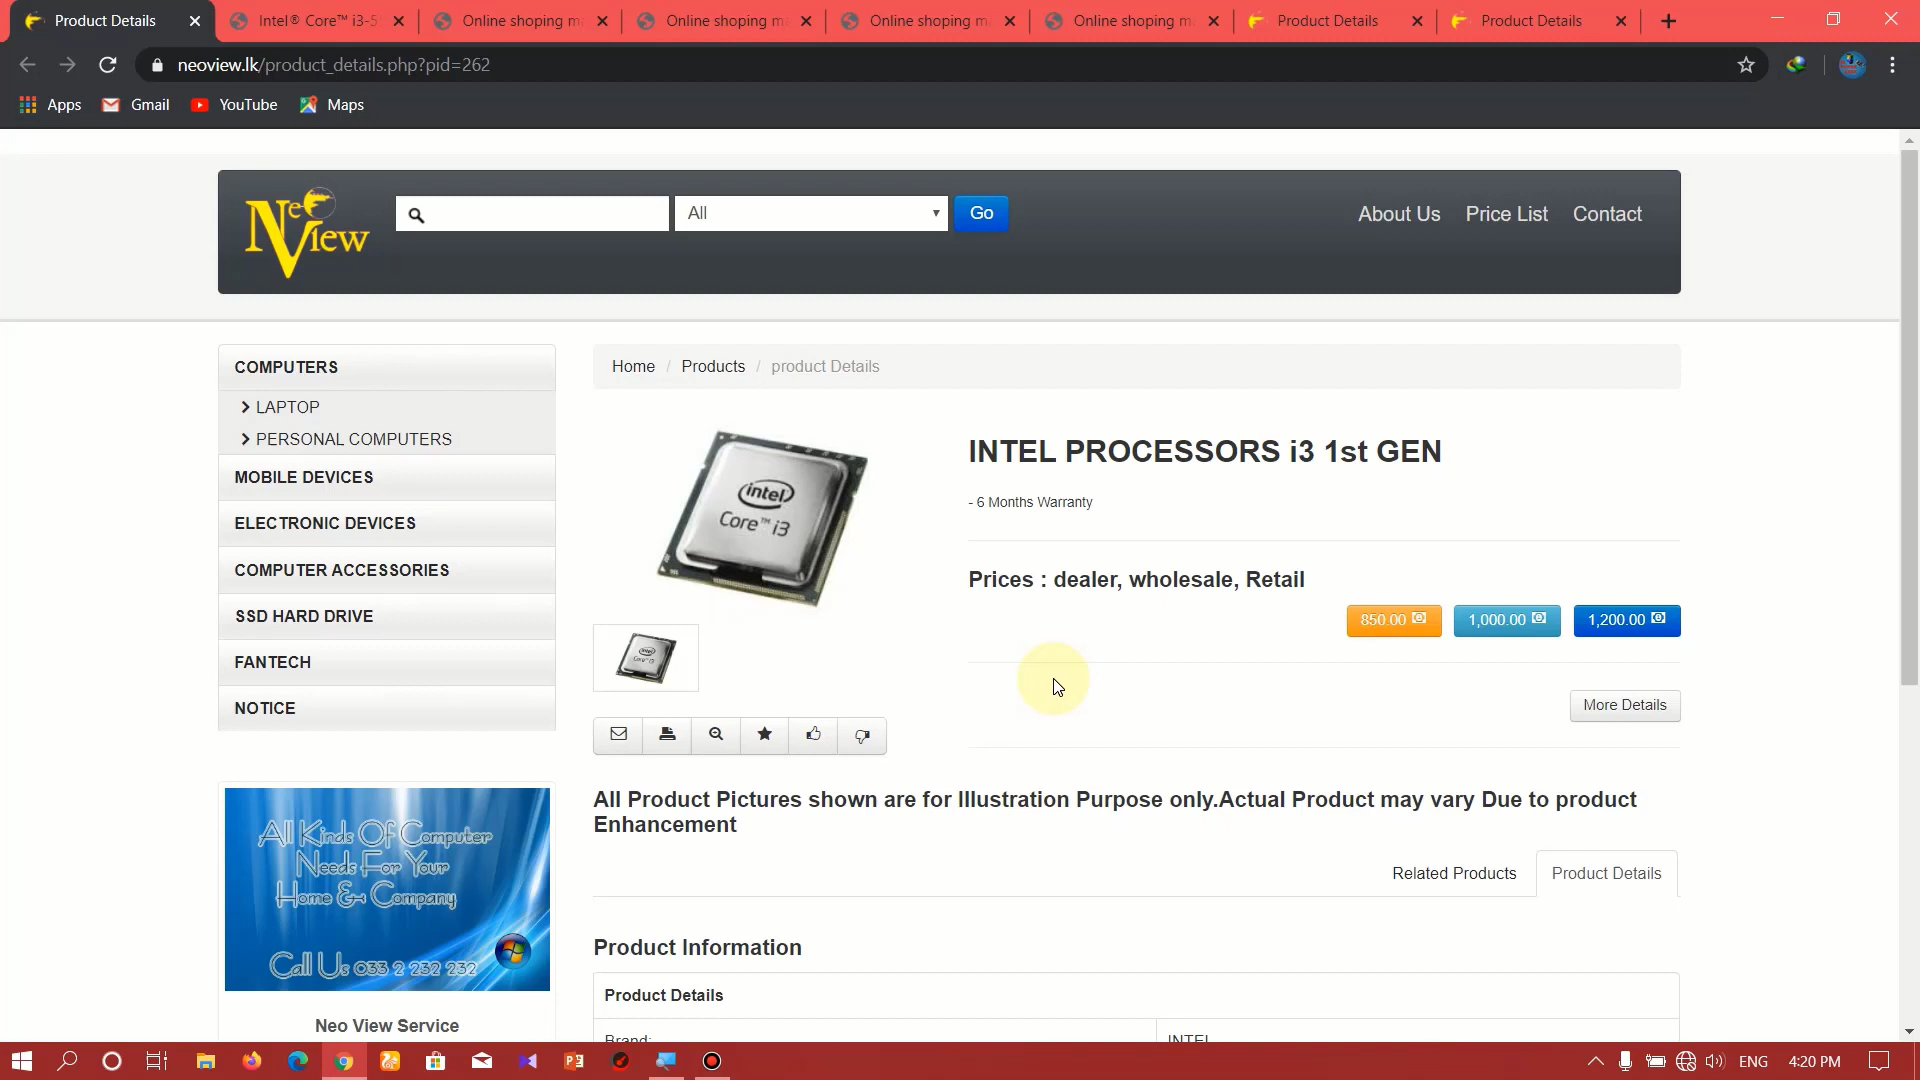 Product Details
Intel® Core™ i3-5
Online shoping m
Online shoping m
Online shoping m
Online shoping m
Product Details
Product Details
neoview.lk/product_details.php?pid=262
Apps
Gmail
YouTube
Maps
NeoView
All
Go
About Us
Price List
Contact
COMPUTERS
LAPTOP
PERSONAL COMPUTERS
MOBILE DEVICES
ELECTRONIC DEVICES
COMPUTER ACCESSORIES
SSD HARD DRIVE
FANTECH
NOTICE
All Kinds Of Computer
Needs For Your
Home & Company
Call Us 033 2 232 232
Neo View Service
Home / Products / product Details
intel
Core™ i3
INTEL PROCESSORS i3 1st GEN
- 6 Months Warranty
Prices : dealer, wholesale, Retail
850.00
1,000.00
1,200.00
More Details
All Product Pictures shown are for Illustration Purpose only.Actual Product may vary Due to product
Enhancement
Related Products
Product Details
Product Information
Product Details
Brand:
INTEL
ENG
4:20 PM